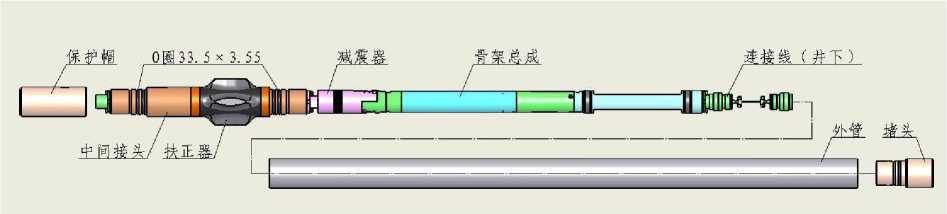 保护帽
O圈33.5×3.55
减震器
骨架总成
连接线（井下）
中间接头
扶正器
外管
堵头